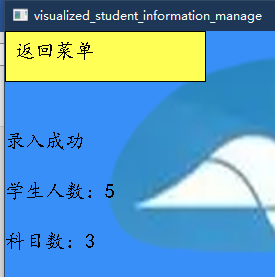 visualized_student_information_manage
返回菜单
录入成功
学生人数：5
科目数：3